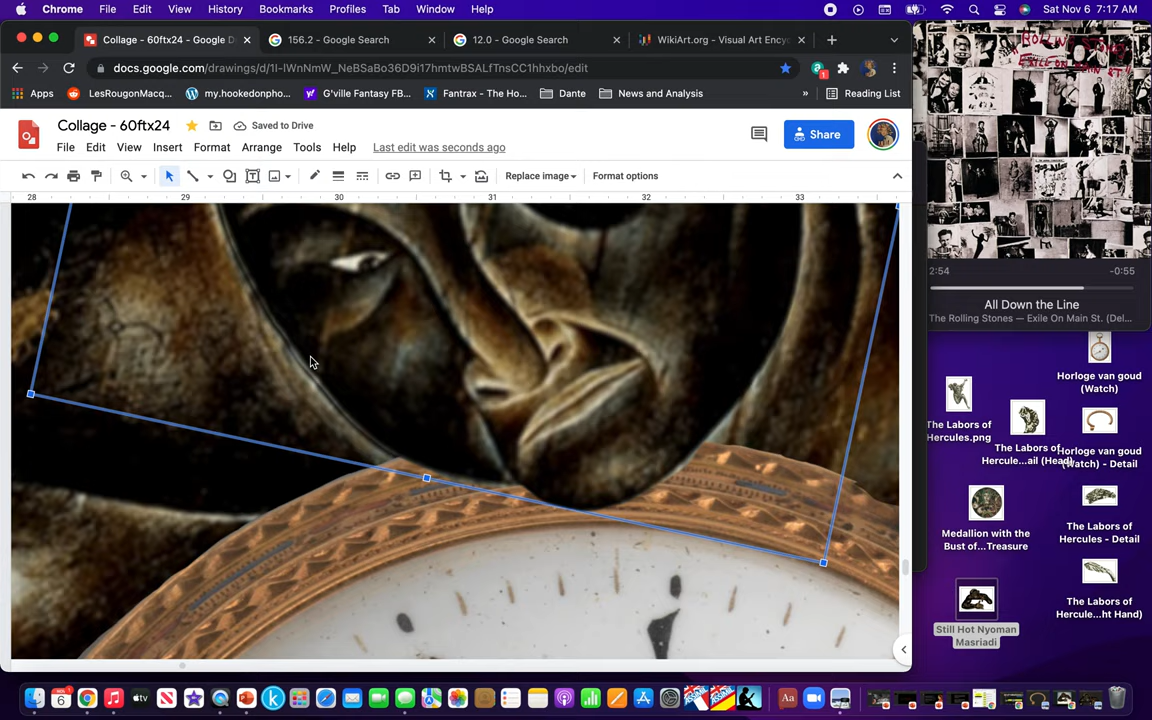 Chrome File Edit View History Bookmarks Profiles Tab Window Help Sat Nov 6 7:17 AM
Collage - 60ftx24 - Google D 156.2 - Google Search 12.0 - Google Search WikiArt.org - Visual Art Ency
docs.google.com/drawings/d/1I-IWnNmW_NeBSaBo36D9i17hmtwBSALfTnsCC1hhxbo/edit
Apps LesRougonMacq... my.hookedonpho... G'ville Fantasy FB... Fantrax - The Ho... Dante News and Analysis » Reading List
Collage - 60ftx24 Saved to Drive
File Edit View Insert Format Arrange Tools Help Last edit was seconds ago
Share
Replace image Format options
28 29 30 31 32 33
ROLLING STONES
EXILE ON MAIN ST
2:54 -0:55
All Down the Line
The Rolling Stones — Exile On Main St. (Del...
Horloge van goud
(Watch)
The Labors of
Hercules.png
The Labors of
Hercule...ail (Head)
Horloge van goud
(Watch) - Detail
Medallion with the
Bust of...Treasure
The Labors of
Hercules - Detail
Still Hot Nyoman
Masriadi
The Labors of
Hercule...ht Hand)